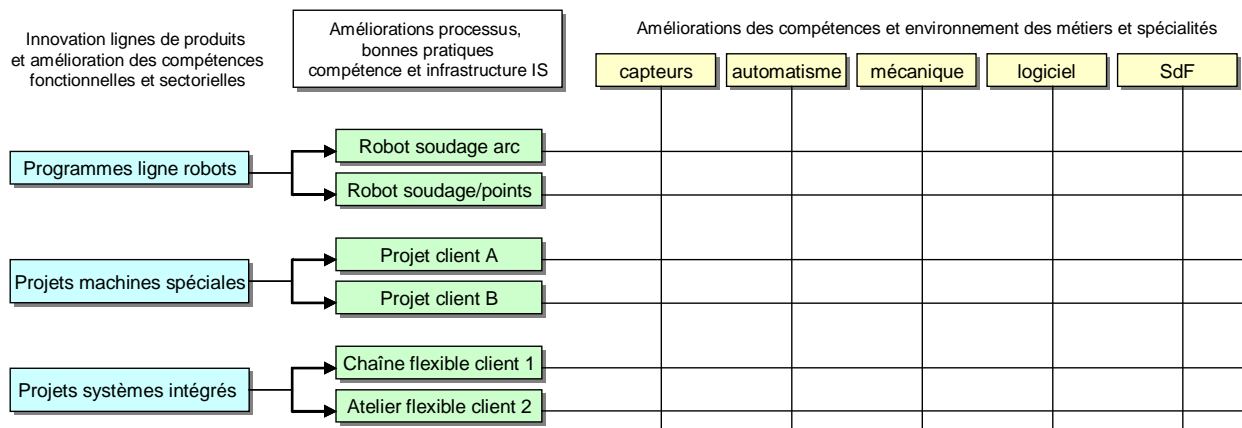 Innovation lignes de produits
et amélioration des compétences
fonctionnelles et sectorielles
Améliorations processus,
bonnes pratiques
compétence et infrastructure IS
Améliorations des compétences et environnement des métiers et spécialités
capteurs
automatisme
mécanique
logiciel
SdF
Programmes ligne robots
Robot soudage arc
Robot soudage/points
Projets machines spéciales
Projet client A
Projet client B
Projets systèmes intégrés
Chaîne flexible client 1
Atelier flexible client 2